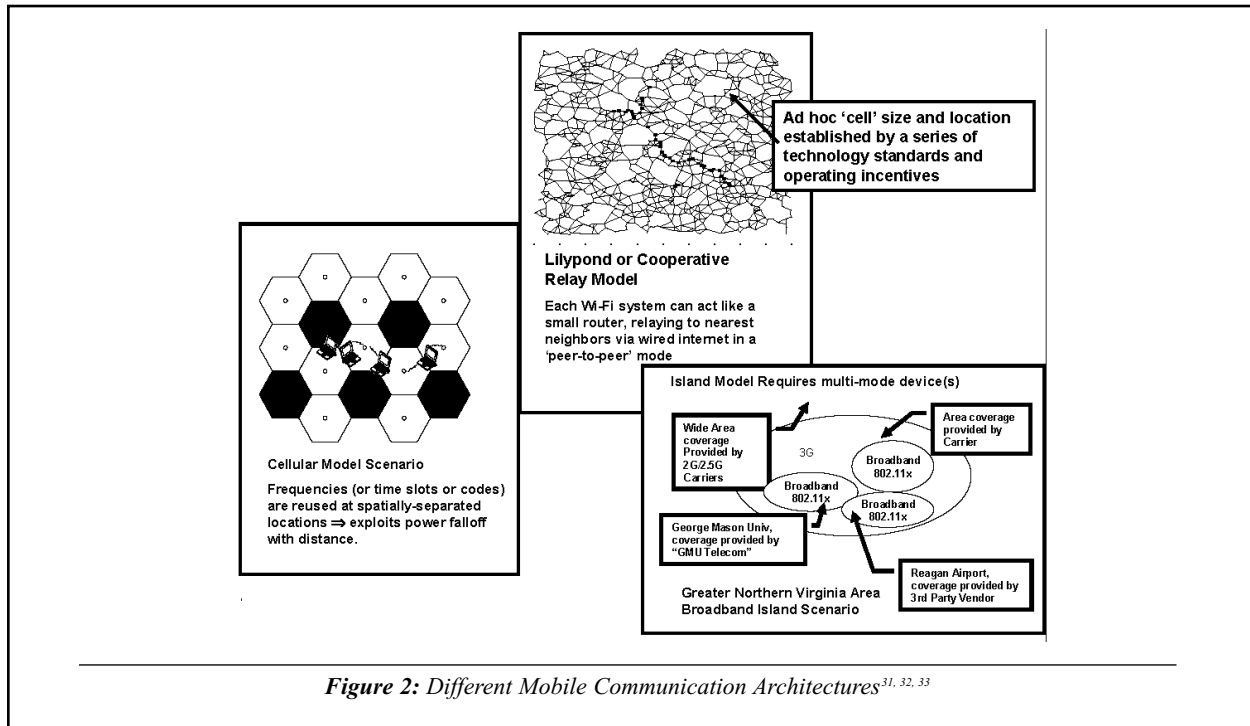 Ad hoc ‘cell’ size and location
established by a series of
technology standards and
operating incentives
Lilypond or Cooperative
Relay Model
Each Wi-Fi system can act like a
small router, relaying to nearest
neighbors via wired internet in a
‘peer-to-peer’ mode
Cellular Model Scenario
Frequencies (or time slots or codes)
are reused at spatially-separated
locations ⇒ exploits power falloff
with distance.
Island Model Requires multi-mode device(s)
Wide Area
coverage
Provided by
2G/2.5G
Carriers
3G
Area coverage
provided by
Carrier
Broadband
802.11x
Broadband
802.11x
Broadband
802.11x
George Mason Univ,
coverage provided by
“GMU Telecom”
Reagan Airport,
coverage provided by
3rd Party Vendor
Greater Northern Virginia Area
Broadband Island Scenario
Figure 2: Different Mobile Communication Architectures31, 32, 33